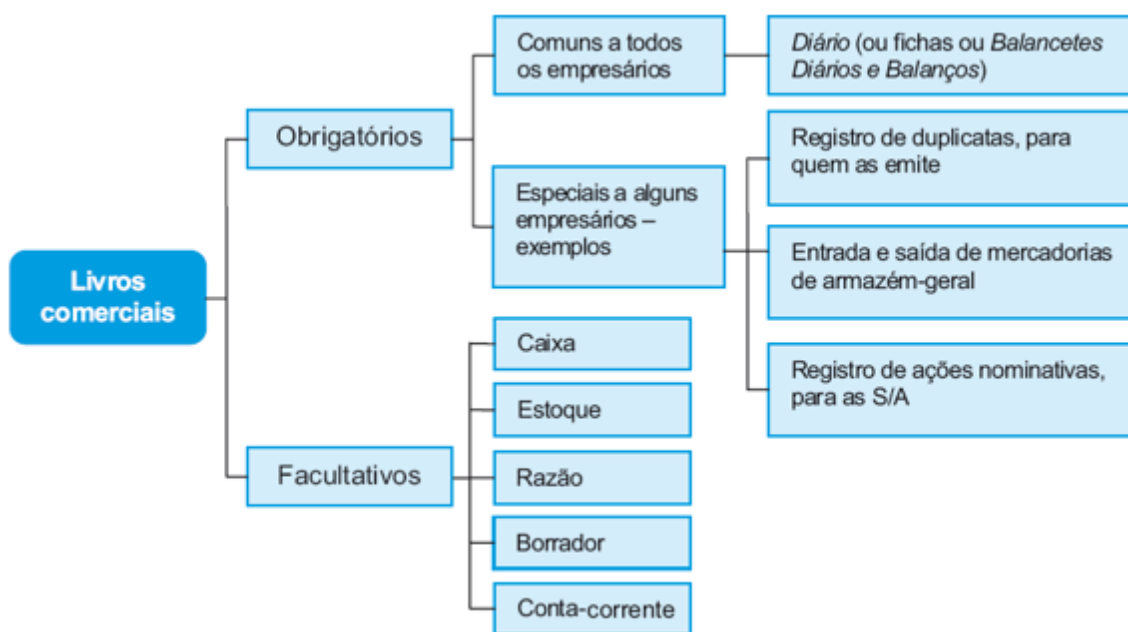 Livros
comerciais
Obrigatórios
Comuns a todos
os empresários
Diário (ou fichas ou Balancetes
Diários e Balanços)
Especiais a alguns
empresários –
exemplos
Registro de duplicatas, para
quem as emite
Entrada e saída de mercadorias
de armazém-geral
Registro de ações nominativas,
para as S/A
Facultativos
Caixa
Estoque
Razão
Borrador
Conta-corrente